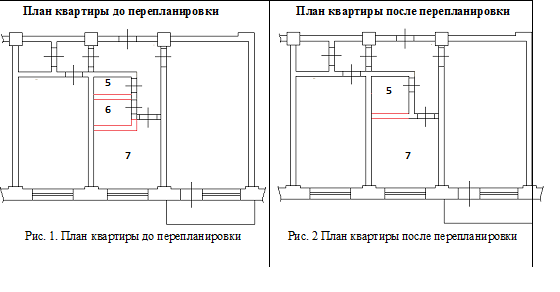 План квартиры до перепланировки
5
6
7
Рис. 1. План квартиры до перепланировки
План квартиры после перепланировки
5
7
Рис. 2 План квартиры после перепланировки